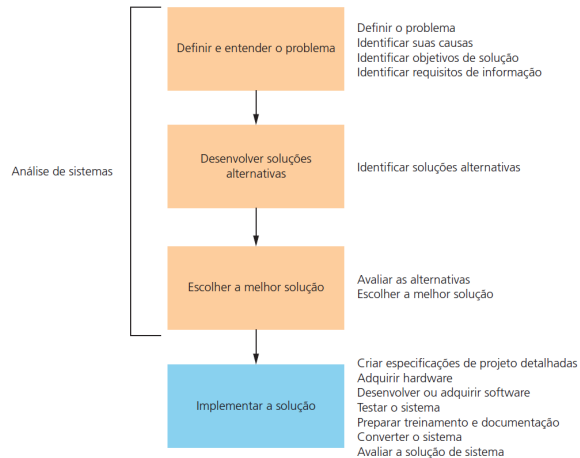 Definir e entender o problema
Definir o problema
Identificar suas causas
Identificar objetivos de solução
Identificar requisitos de informação
Análise de sistemas
Desenvolver soluções
alternativas
Identificar soluções alternativas
Escolher a melhor solução
Avaliar as alternativas
Escolher a melhor solução
Implementar a solução
Criar especificações de projeto detalhadas
Adquirir hardware
Desenvolver ou adquirir software
Testar o sistema
Preparar treinamento e documentação
Converter o sistema
Avaliar a solução de sistema